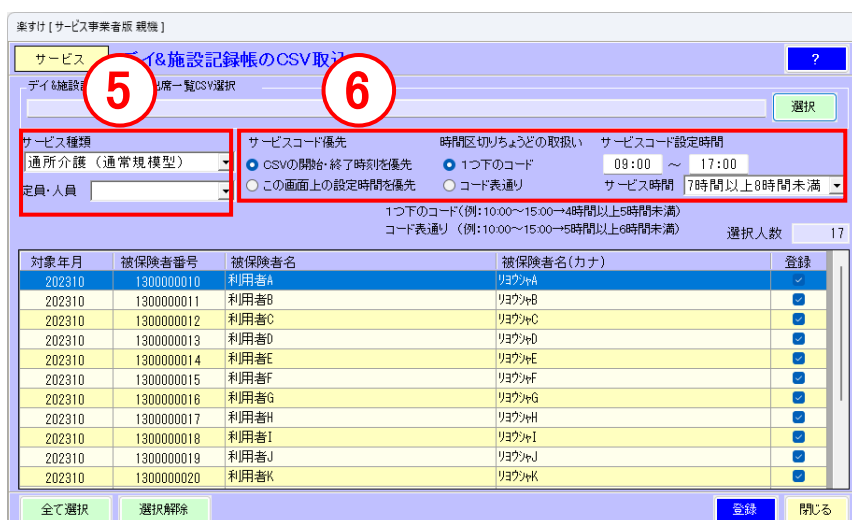 楽すけ [ サービス事業者版 親機 ]
サービス
デイ&施設記録帳のCSV取込
?
デイ&施設
出席一覧CSV選択
選択
5
6
サービス種類
通所介護（通常規模型）
定員・人員
サービスコード優先
CSVの開始・終了時刻を優先
この画面上の設定時間を優先
時間区切りちょうどの取扱い
1つ下のコード
コード表通り
サービスコード設定時間
09:00 ～ 17:00
サービス時間 7時間以上8時間未満
1つ下のコード(例:10:00～15:00→4時間以上5時間未満)
コード表通り (例:10:00～15:00→5時間以上6時間未満)
選択人数 17
対象年月 被保険者番号 被保険者名 被保険者名(カナ) 登録
202310 1300000010 利用者A ﾘﾖｳｼｬA
202310 1300000011 利用者B ﾘﾖｳｼｬB
202310 1300000012 利用者C ﾘﾖｳｼｬC
202310 1300000013 利用者D ﾘﾖｳｼｬD
202310 1300000014 利用者E ﾘﾖｳｼｬE
202310 1300000015 利用者F ﾘﾖｳｼｬF
202310 1300000016 利用者G ﾘﾖｳｼｬG
202310 1300000017 利用者H ﾘﾖｳｼｬH
202310 1300000018 利用者I ﾘﾖｳｼｬI
202310 1300000019 利用者J ﾘﾖｳｼｬJ
202310 1300000020 利用者K ﾘﾖｳｼｬK
全て選択 選択解除 登録 閉じる